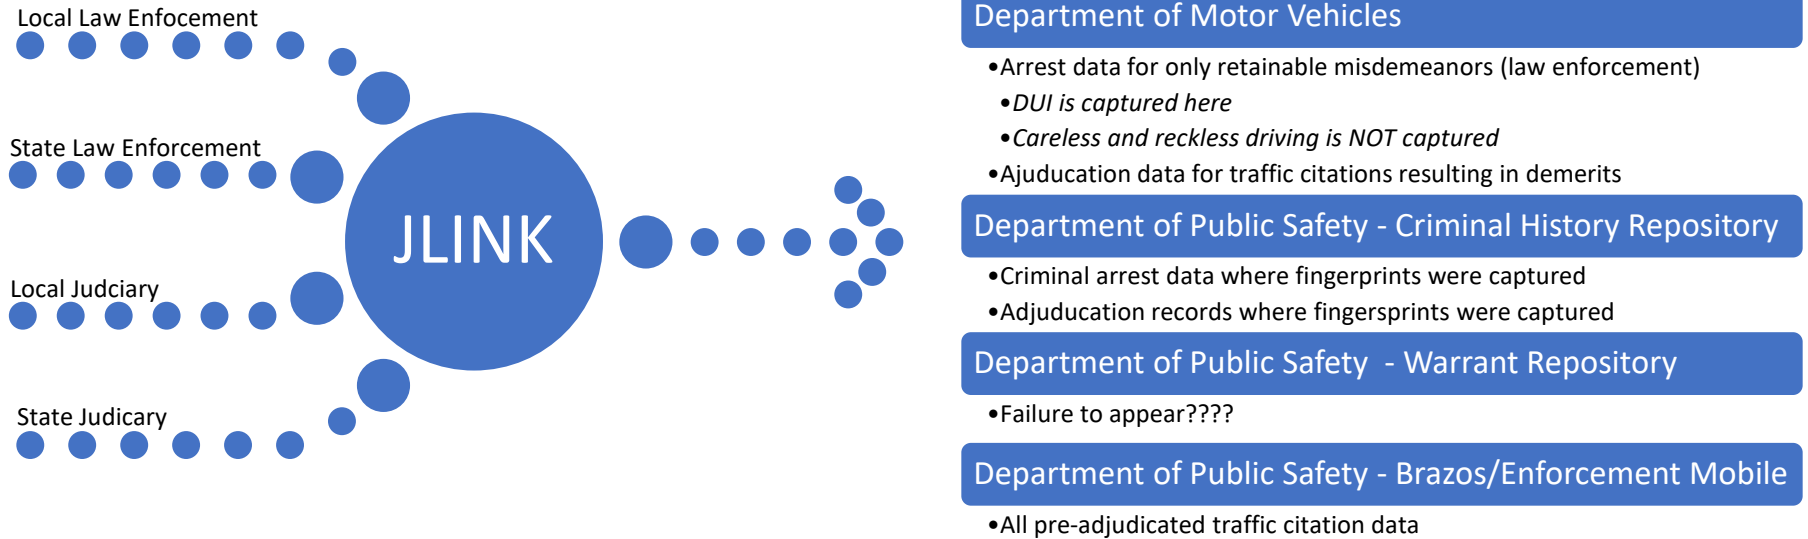 Local Law Enfocement
State Law Enforcement
Local Judciary
State Judicary
JLINK
Department of Motor Vehicles
•Arrest data for only retainable misdemeanors (law enforcement)
•DUI is captured here
•Careless and reckless driving is NOT captured
•Ajuducation data for traffic citations resulting in demerits
Department of Public Safety - Criminal History Repository
•Criminal arrest data where fingerprints were captured
•Adjuducation records where fingersprints were captured
Department of Public Safety - Warrant Repository
•Failure to appear????
Department of Public Safety - Brazos/Enforcement Mobile
•All pre-adjudicated traffic citation data